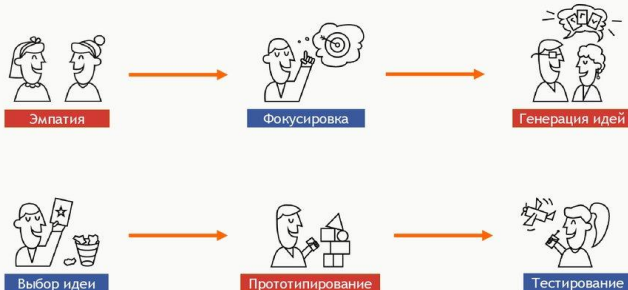 Эмпатия
Фокусировка
Генерация идей
Выбор идеи
Прототипирование
Тестирование